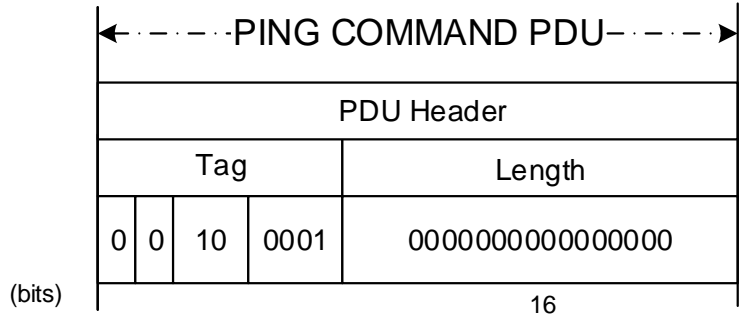 PING COMMAND PDU
PDU Header
Tag Length
0 0 10 0001 0000000000000000
(bits) 16